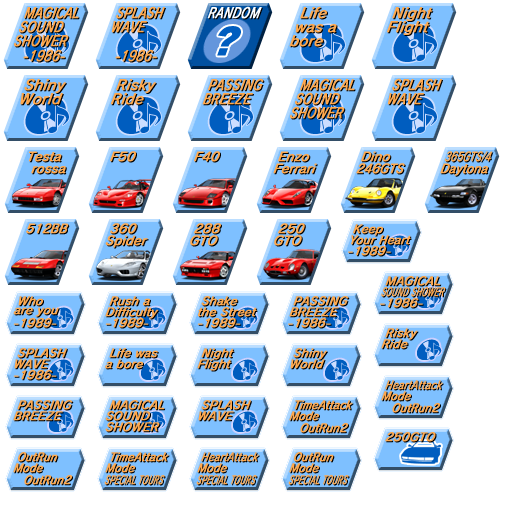 MAGICAL
SOUND
SHOWER
-1986-
SPLASH
WAVE
-1986-
RANDOM
?
Life
was a
bore
Night
Flight
Shiny
World
Risky
Ride
PASSING
BREEZE
MAGICAL
SOUND
SHOWER
SPLASH
WAVE
Testa
rossa
F50
F40
Enzo
Ferrari
Dino
246GTS
365GTS/4
Daytona
512BB
360
Spider
288
GTO
250
GTO
Keep
Your Heart
-1989-
Who
are you
-1989-
Rush a
Difficulty
-1989-
Shake
the Street
-1989-
PASSING
BREEZE
-1986-
MAGICAL
SOUND SHOWER
-1986-
SPLASH
WAVE
-1986-
Life was
a bore
Night
Flight
Shiny
World
Risky
Ride
PASSING
BREEZE
MAGICAL
SOUND
SHOWER
SPLASH
WAVE
TimeAttack
Mode
OutRun2
HeartAttack
Mode
OutRun2
OutRun
Mode
OutRun2
TimeAttack
Mode
SPECIAL TOURS
HeartAttack
Mode
SPECIAL TOURS
OutRun
Mode
SPECIAL TOURS
250GTO